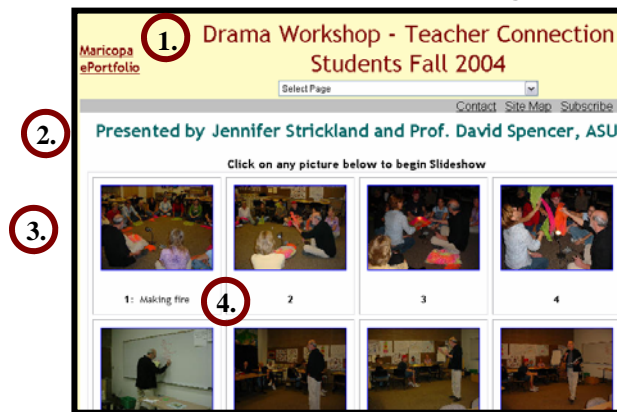 1.
Drama Workshop - Teacher Connection
Students Fall 2004
Maricopa
ePortfolio
Select Page
Contact Site Map Subscribe
2.
Presented by Jennifer Strickland and Prof. David Spencer, ASU
Click on any picture below to begin Slideshow
3.
1: Making fire
4.
2
3
4